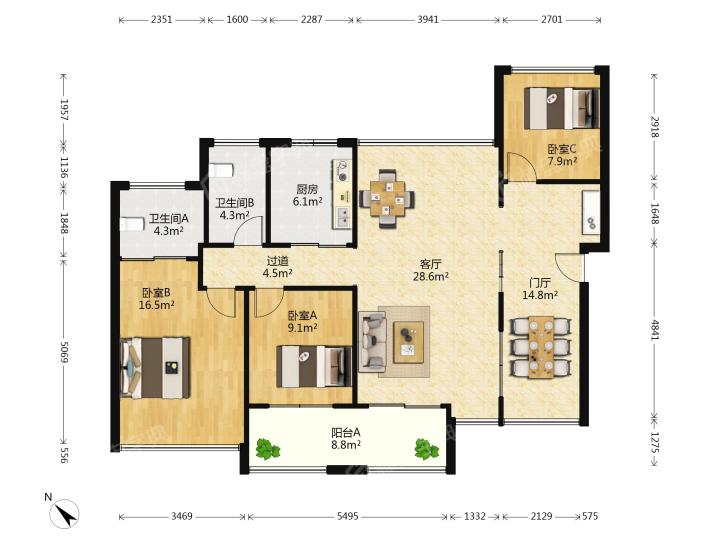 2351 1600 2287 3941 2701
1957
1136
1848
5069
556
2918
1648
4841
1275
卧室C
7.9m²
厨房
6.1m²
卫生间B
4.3m²
卫生间A
4.3m²
过道
4.5m²
客厅
28.6m²
门厅
14.8m²
卧室B
16.5m²
卧室A
9.1m²
阳台A
8.8m²
N
3469 5495 1332 2129 575